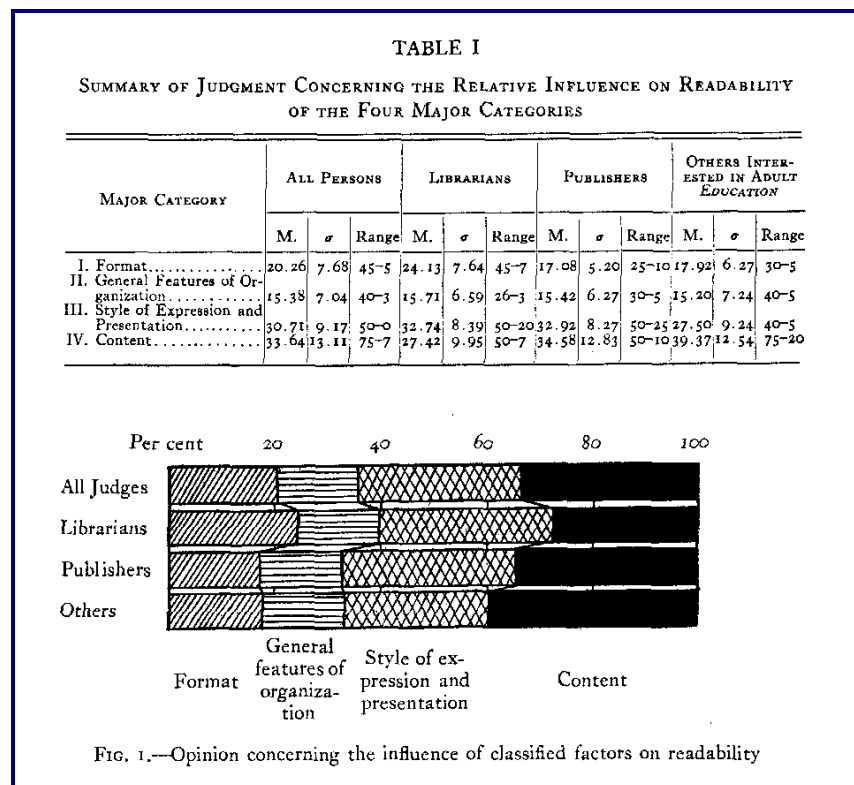 TABLE I
SUMMARY OF JUDGMENT CONCERNING THE RELATIVE INFLUENCE ON READABILITY
OF THE FOUR MAJOR CATEGORIES
MAJOR CATEGORY ALL PERSONS LIBRARIANS PUBLISHERS OTHERS INTER-
ESTED IN ADULT
EDUCATION
M. σ Range M. σ Range M. σ Range M. σ Range
I. Format.............. 20.26 7.68 45-5 24.13 7.64 45-7 17.08 5.20 25-10 17.92 6.27 30-5
II. General Features of Or-
ganization............ 15.38 7.04 40-3 15.71 6.59 26-3 15.42 6.27 30-5 15.20 7.24 40-5
III. Style of Expression and
Presentation.......... 30.71 9.17 50-0 32.74 8.39 50-20 32.92 8.27 50-25 27.50 9.24 40-5
IV. Content.............. 33.64 13.11 75-7 27.42 9.95 50-7 34.58 12.83 50-10 39.37 12.54 75-20
Per cent 20 40 60 80 100
All Judges
Librarians
Publishers
Others
Format
General
features of
organiza-
tion
Style of ex-
pression and
presentation
Content
FIG. 1.—Opinion concerning the influence of classified factors on readability